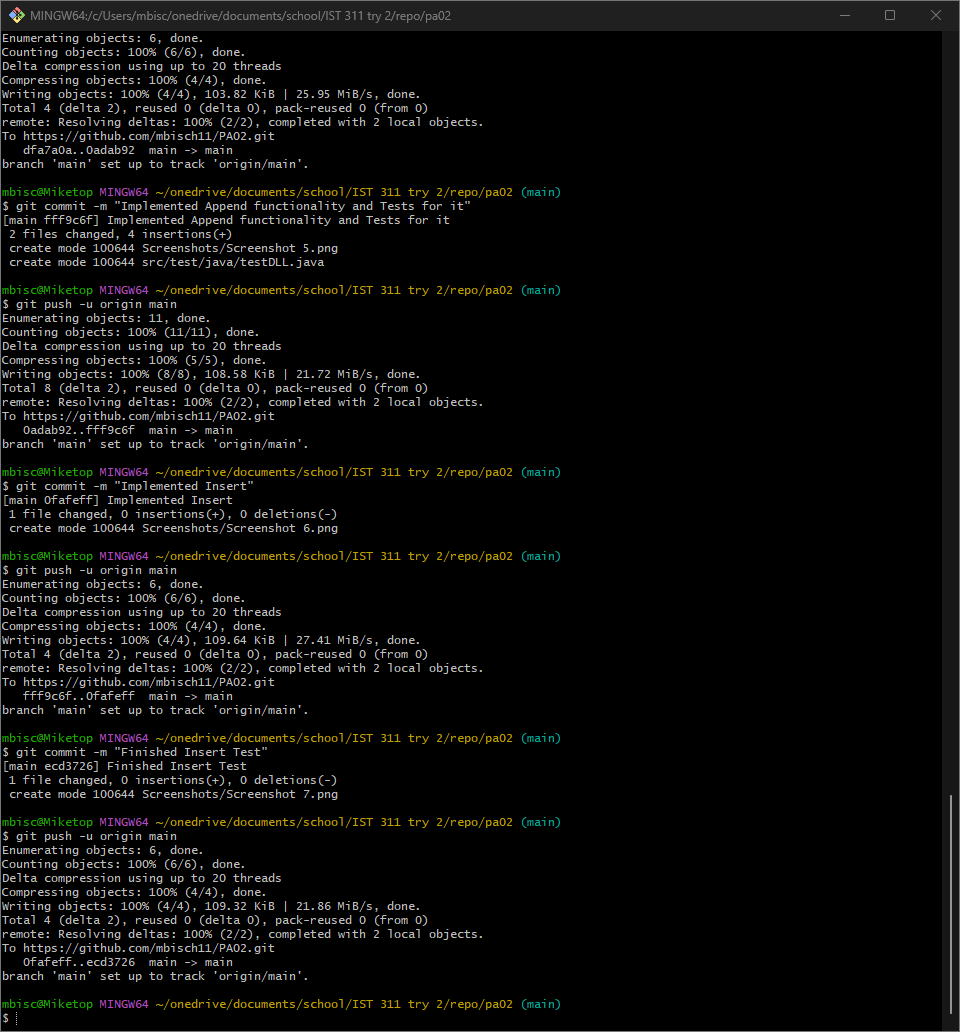 MINGW64:/c/Users/mbisc/onedrive/documents/school/IST 311 try 2/repo/pa02
Enumerating objects: 6, done.
Counting objects: 100% (6/6), done.
Delta compression using up to 20 threads
Compressing objects: 100% (4/4), done.
Writing objects: 100% (4/4), 103.82 KiB | 25.95 MiB/s, done.
Total 4 (delta 2), reused 0 (delta 0), pack-reused 0 (from 0)
remote: Resolving deltas: 100% (2/2), completed with 2 local objects.
To https://github.com/mbisch11/PA02.git
   dfa7a0a..0adab92  main -> main
branch 'main' set up to track 'origin/main'.

mbisc@Miketop MINGW64 ~/onedrive/documents/school/IST 311 try 2/repo/pa02 (main)
$ git commit -m "Implemented Append functionality and Tests for it"
[main fff9c6f] Implemented Append functionality and Tests for it
 2 files changed, 4 insertions(+)
 create mode 100644 Screenshots/Screenshot 5.png
 create mode 100644 src/test/java/testDLL.java

mbisc@Miketop MINGW64 ~/onedrive/documents/school/IST 311 try 2/repo/pa02 (main)
$ git push -u origin main
Enumerating objects: 11, done.
Counting objects: 100% (11/11), done.
Delta compression using up to 20 threads
Compressing objects: 100% (5/5), done.
Writing objects: 100% (8/8), 108.58 KiB | 21.72 MiB/s, done.
Total 8 (delta 2), reused 0 (delta 0), pack-reused 0 (from 0)
remote: Resolving deltas: 100% (2/2), completed with 2 local objects.
To https://github.com/mbisch11/PA02.git
   0adab92..fff9c6f  main -> main
branch 'main' set up to track 'origin/main'.

mbisc@Miketop MINGW64 ~/onedrive/documents/school/IST 311 try 2/repo/pa02 (main)
$ git commit -m "Implemented Insert"
[main 0fafeff] Implemented Insert
 1 file changed, 0 insertions(+), 0 deletions(-)
 create mode 100644 Screenshots/Screenshot 6.png

mbisc@Miketop MINGW64 ~/onedrive/documents/school/IST 311 try 2/repo/pa02 (main)
$ git push -u origin main
Enumerating objects: 6, done.
Counting objects: 100% (6/6), done.
Delta compression using up to 20 threads
Compressing objects: 100% (4/4), done.
Writing objects: 100% (4/4), 109.64 KiB | 27.41 MiB/s, done.
Total 4 (delta 2), reused 0 (delta 0), pack-reused 0 (from 0)
remote: Resolving deltas: 100% (2/2), completed with 2 local objects.
To https://github.com/mbisch11/PA02.git
   fff9c6f..0fafeff  main -> main
branch 'main' set up to track 'origin/main'.

mbisc@Miketop MINGW64 ~/onedrive/documents/school/IST 311 try 2/repo/pa02 (main)
$ git commit -m "Finished Insert Test"
[main ecd3726] Finished Insert Test
 1 file changed, 0 insertions(+), 0 deletions(-)
 create mode 100644 Screenshots/Screenshot 7.png

mbisc@Miketop MINGW64 ~/onedrive/documents/school/IST 311 try 2/repo/pa02 (main)
$ git push -u origin main
Enumerating objects: 6, done.
Counting objects: 100% (6/6), done.
Delta compression using up to 20 threads
Compressing objects: 100% (4/4), done.
Writing objects: 100% (4/4), 109.32 KiB | 21.86 MiB/s, done.
Total 4 (delta 2), reused 0 (delta 0), pack-reused 0 (from 0)
remote: Resolving deltas: 100% (2/2), completed with 2 local objects.
To https://github.com/mbisch11/PA02.git
   0fafeff..ecd3726  main -> main
branch 'main' set up to track 'origin/main'.

mbisc@Miketop MINGW64 ~/onedrive/documents/school/IST 311 try 2/repo/pa02 (main)
$